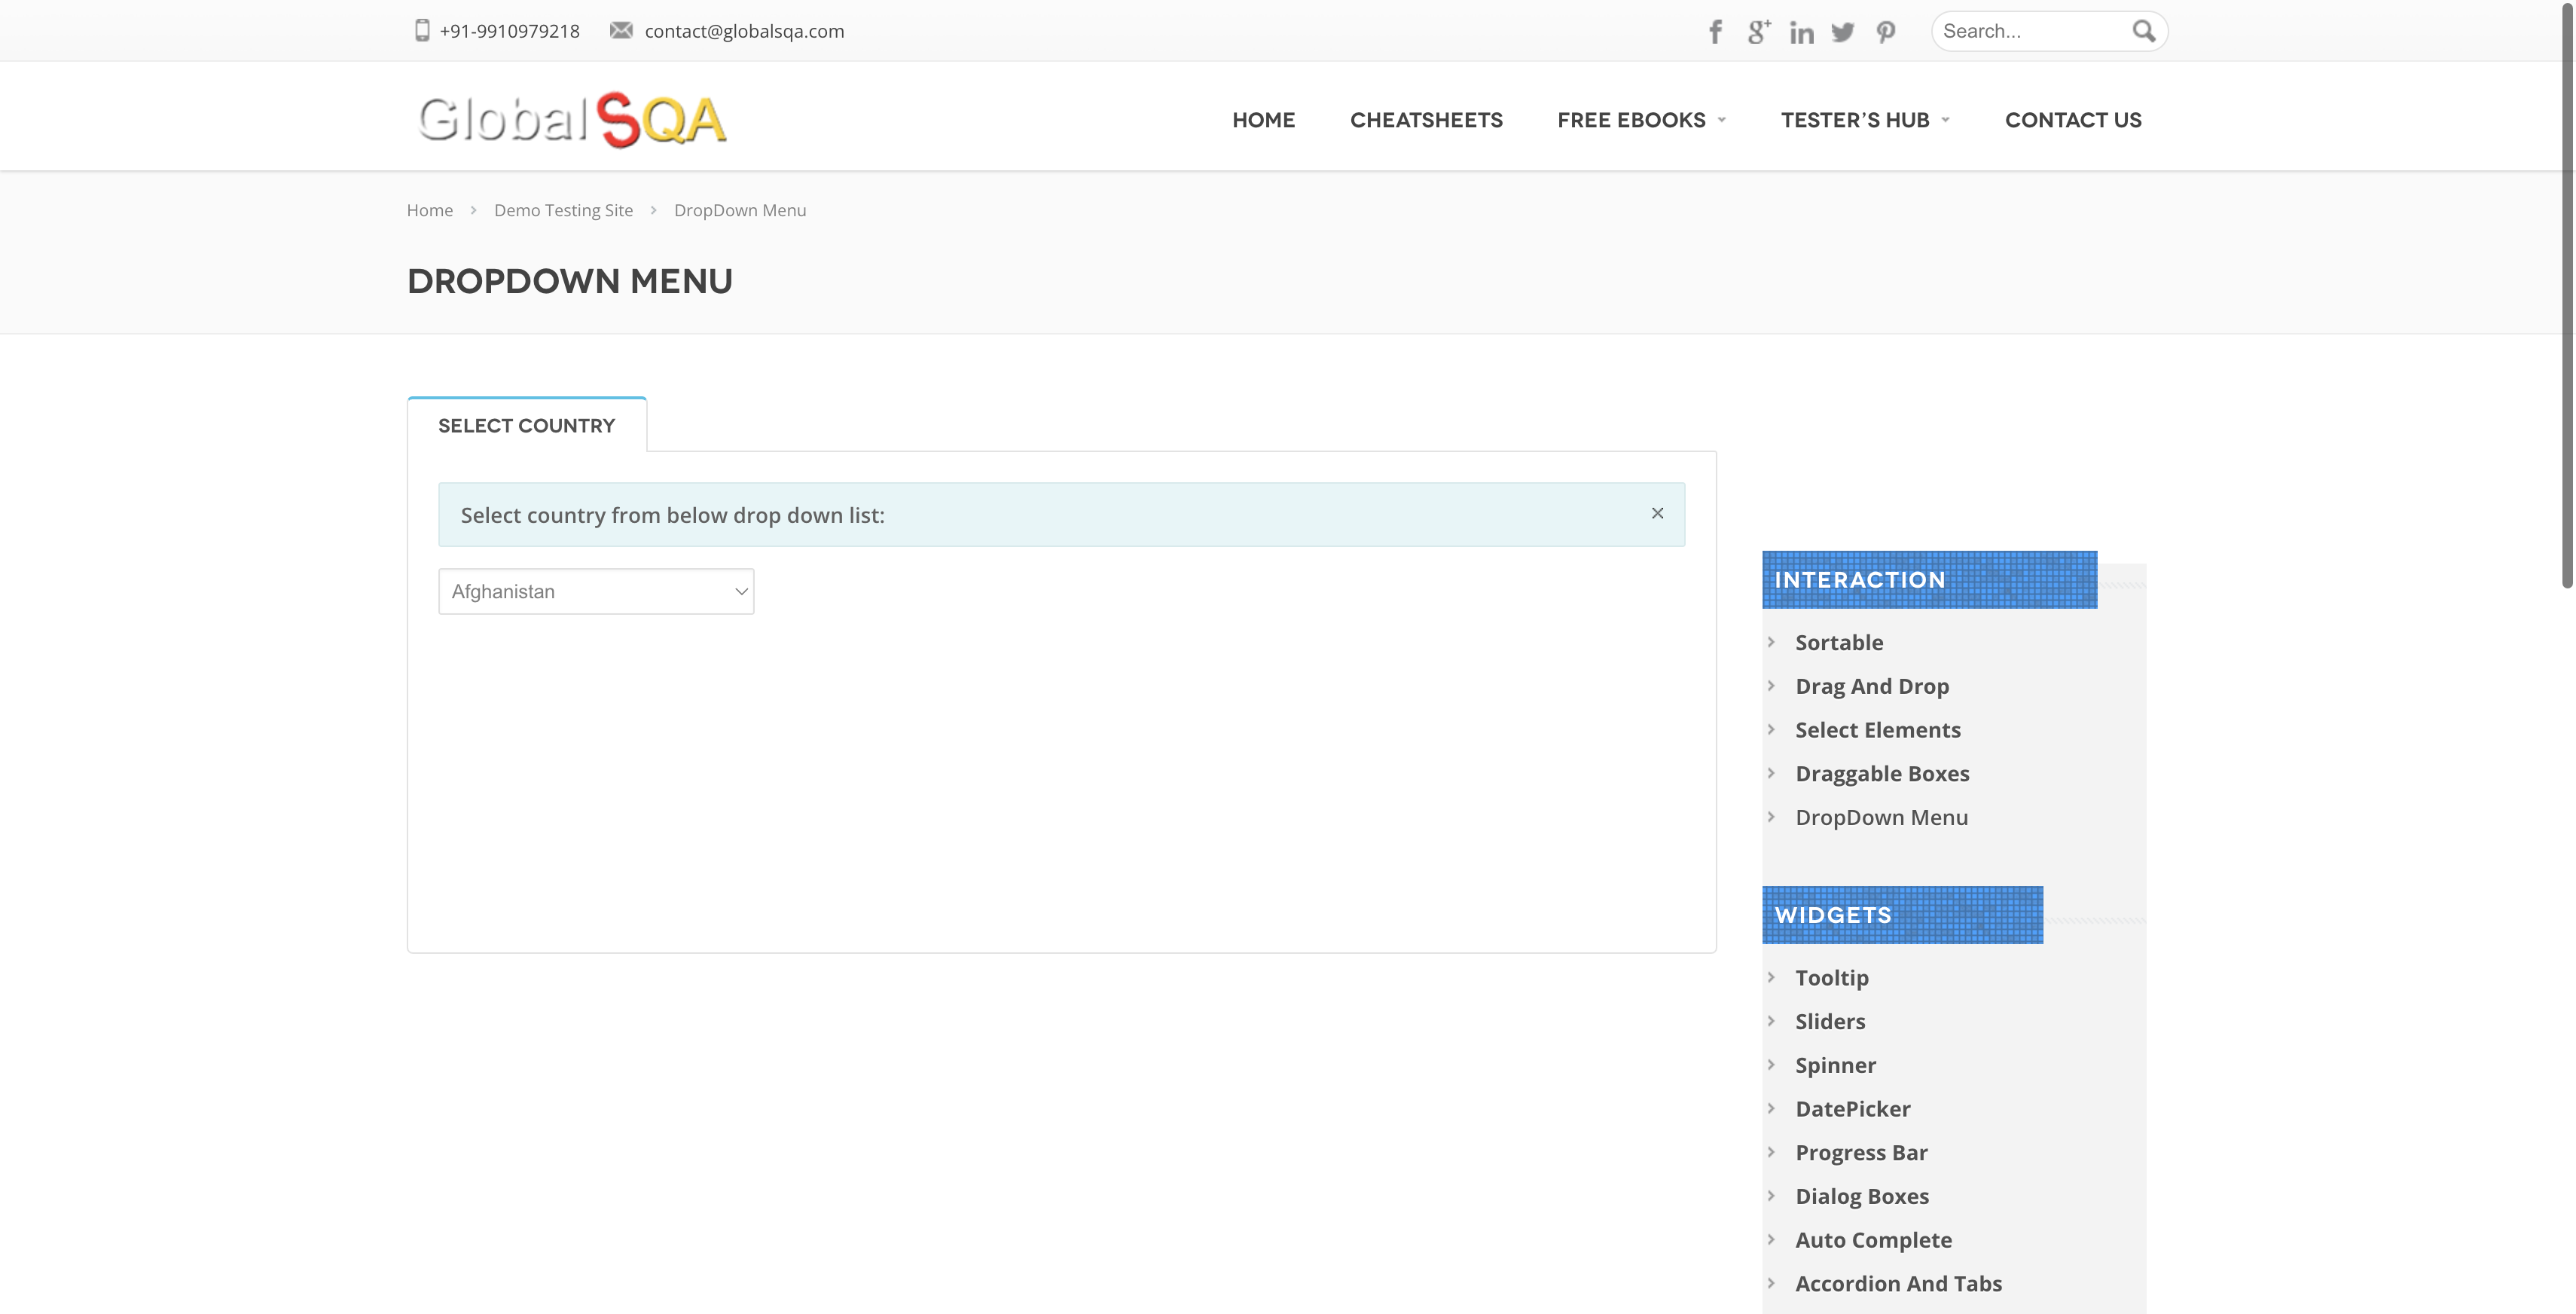 +91-9910979218 contact@globalsqa.com Search...
GlobalSQA
HOME CHEATSHEETS FREE EBOOKS TESTER’S HUB CONTACT US
Home Demo Testing Site DropDown Menu
DROPDOWN MENU
SELECT COUNTRY
Select country from below drop down list:
Afghanistan
INTERACTION
Sortable
Drag And Drop
Select Elements
Draggable Boxes
DropDown Menu
WIDGETS
Tooltip
Sliders
Spinner
DatePicker
Progress Bar
Dialog Boxes
Auto Complete
Accordion And Tabs